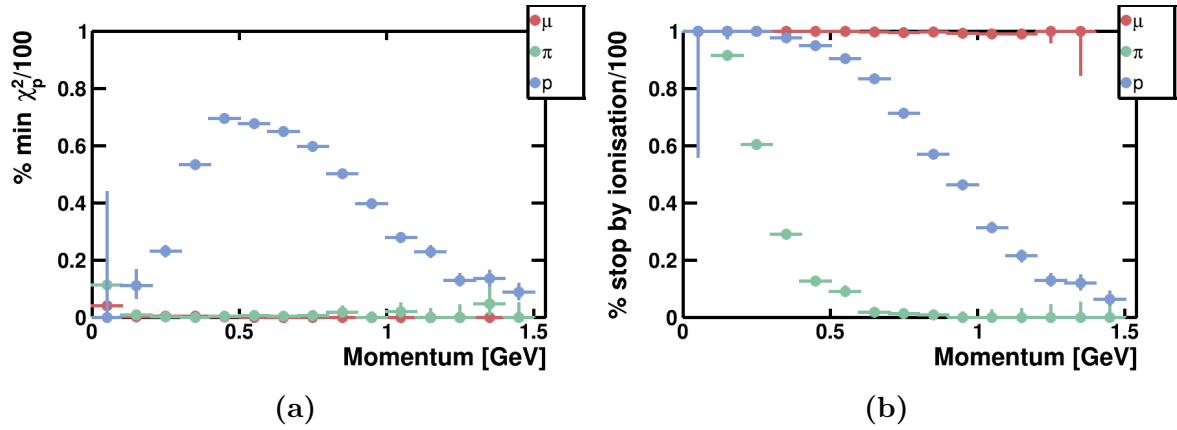 % min χ²ₚ/100
1
0.8
0.6
0.4
0.2
0
0
0.5
1
1.5
Momentum [GeV]
μ
π
p
(a)
% stop by ionisation/100
1
0.8
0.6
0.4
0.2
0
0
0.5
1
1.5
Momentum [GeV]
μ
π
p
(b)